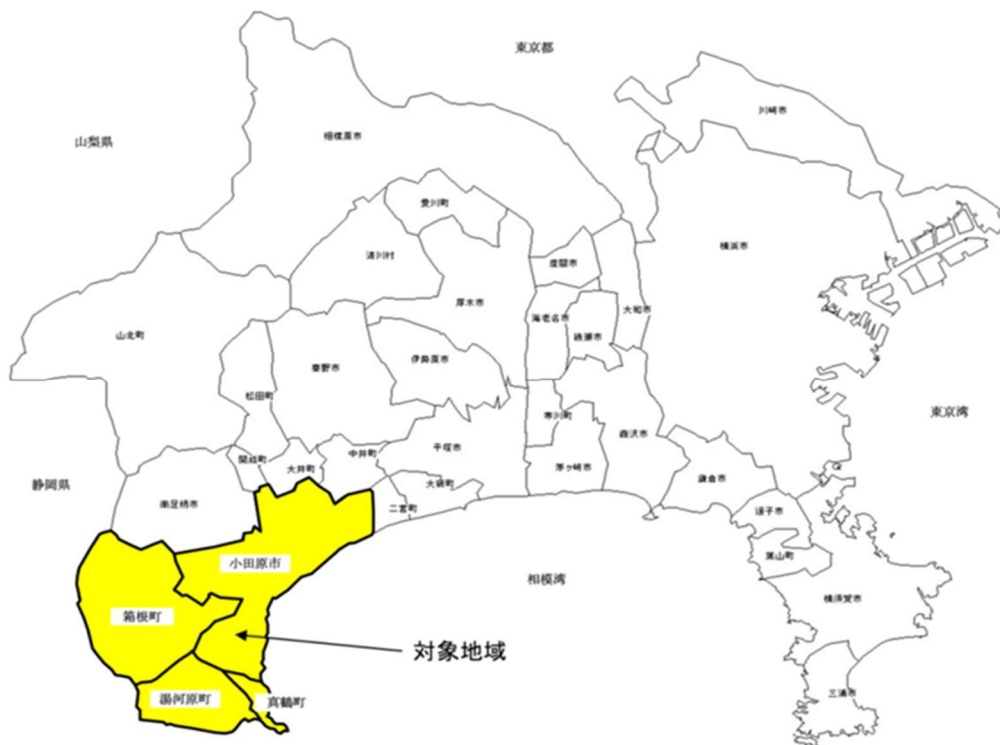 東京都
川崎市
山梨県
相模原市
愛川町
横浜市
清川村
座間市
厚木市
大和市
海老名市
綾瀬市
山北町
伊勢原市
秦野市
松田町
東京湾
寒川町
藤沢市
中井町
平塚市
開成町
大井町
茅ヶ崎市
鎌倉市
静岡県
大磯町
南足柄市
二宮町
逗子市
葉山町
小田原市
相模湾
横須賀市
箱根町
対象地域
三浦市
湯河原町
真鶴町